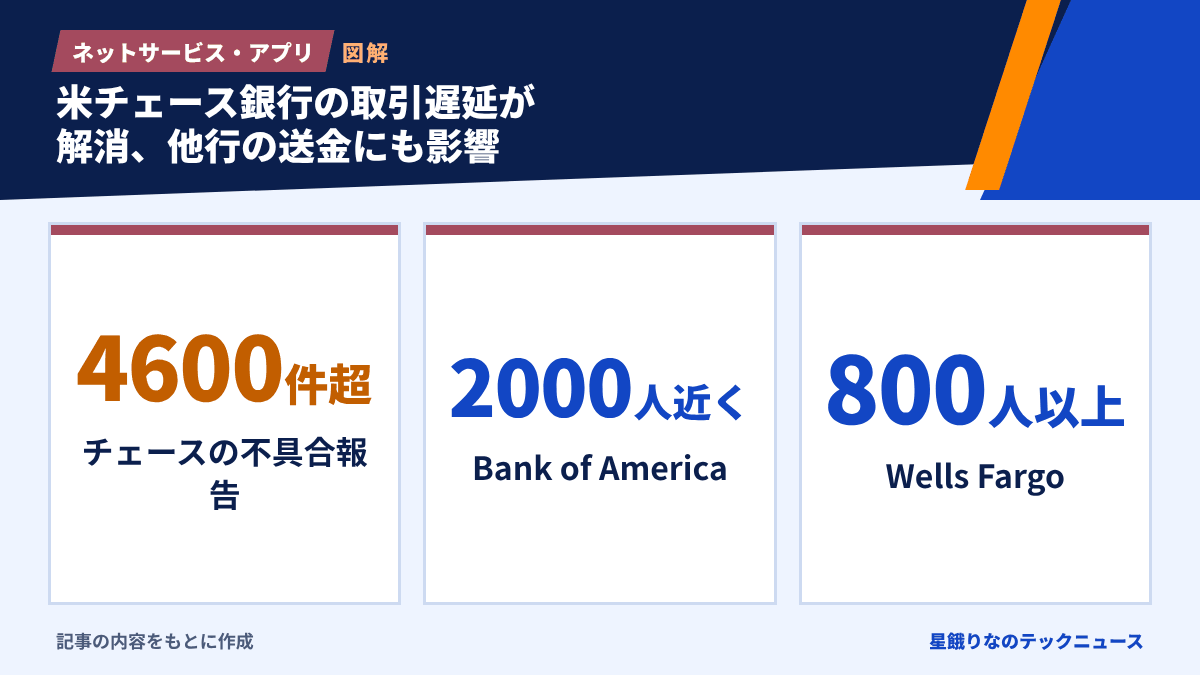 ネットサービス・アプリ 図解
米チェース銀行の取引遅延が
解消、他行の送金にも影響
4600件超
チェースの不具合報
告
2000人近く
Bank of America
800人以上
Wells Fargo
記事の内容をもとに作成
星餓りなのテックニュース